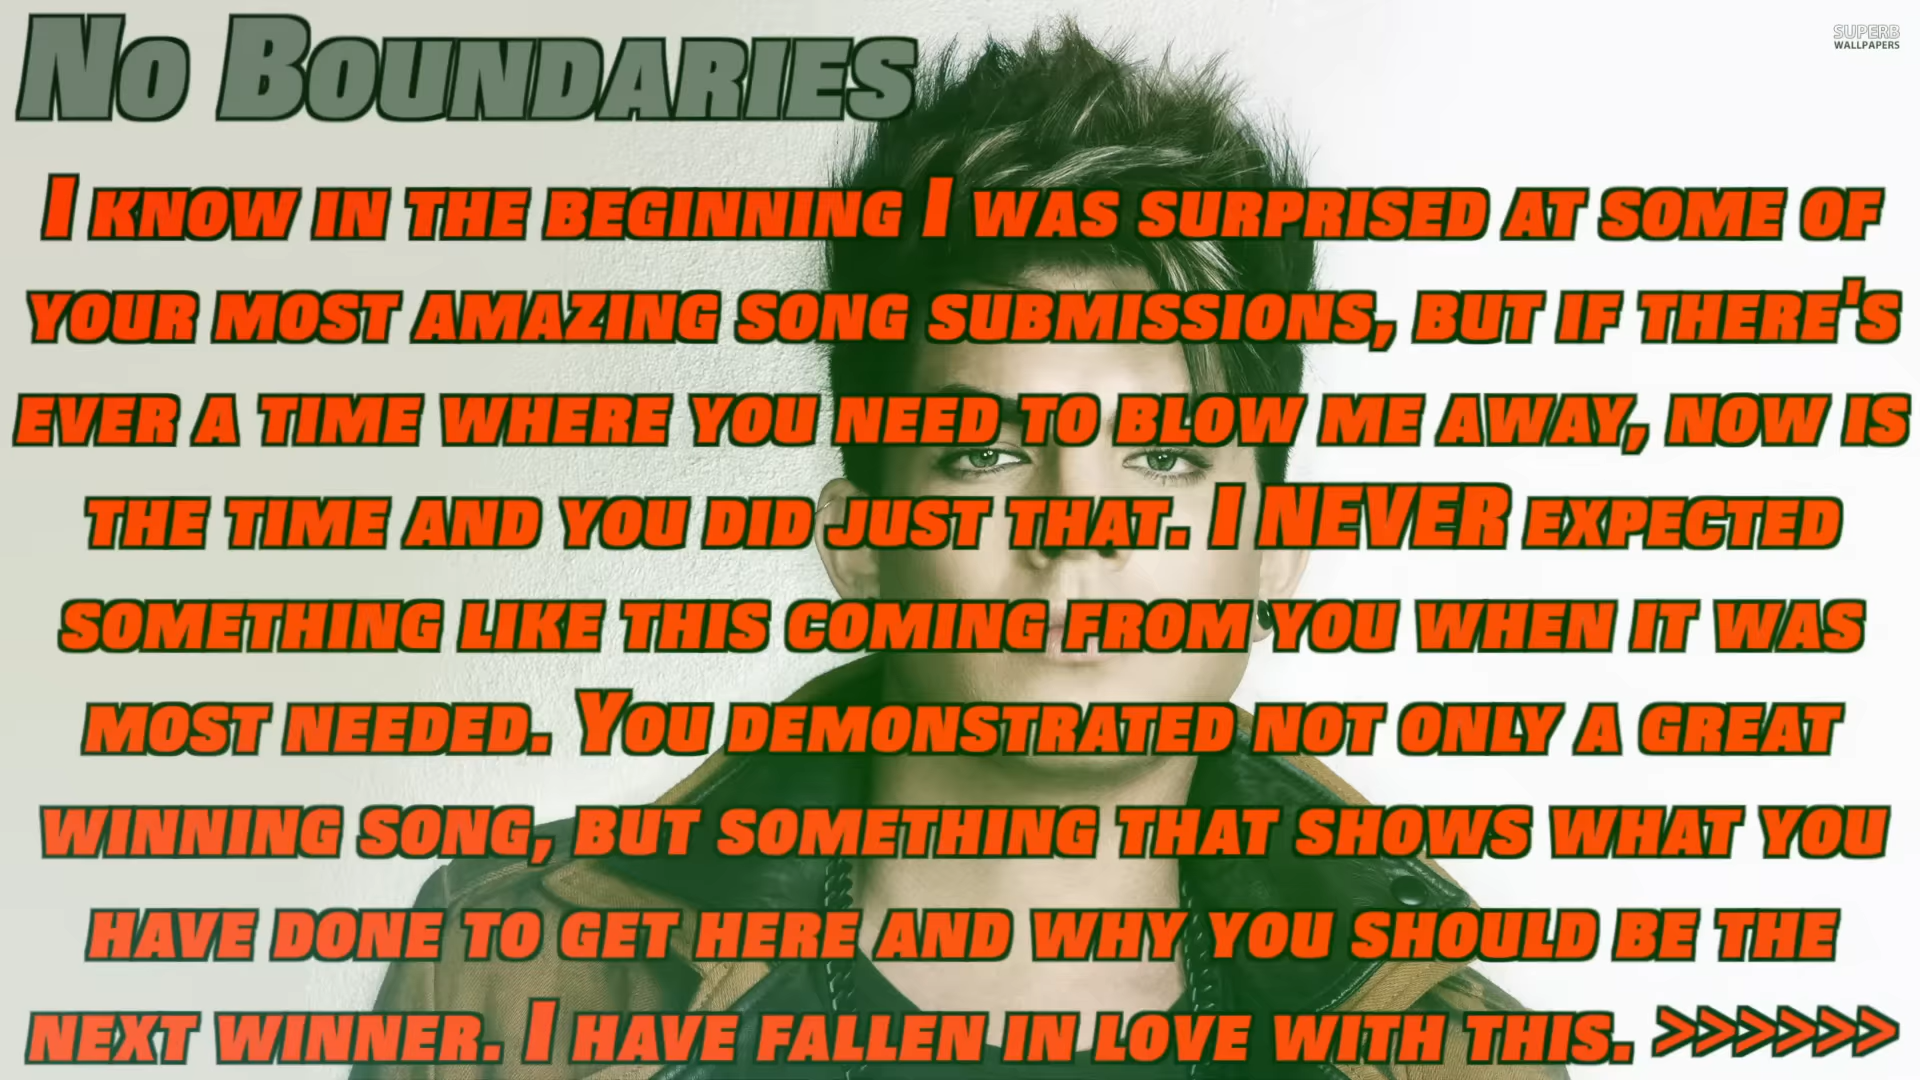 No Boundaries
SUPERB
WALLPAPERS
I know in the beginning I was surprised at some of
your most amazing song submissions, but if there's
ever a time where you need to blow me away, now is
the time and you did just that. I NEVER expected
something like this coming from you when it was
most needed. You demonstrated not only a great
winning song, but something that shows what you
have done to get here and why you should be the
next winner. I have fallen in love with this. >>>>>>